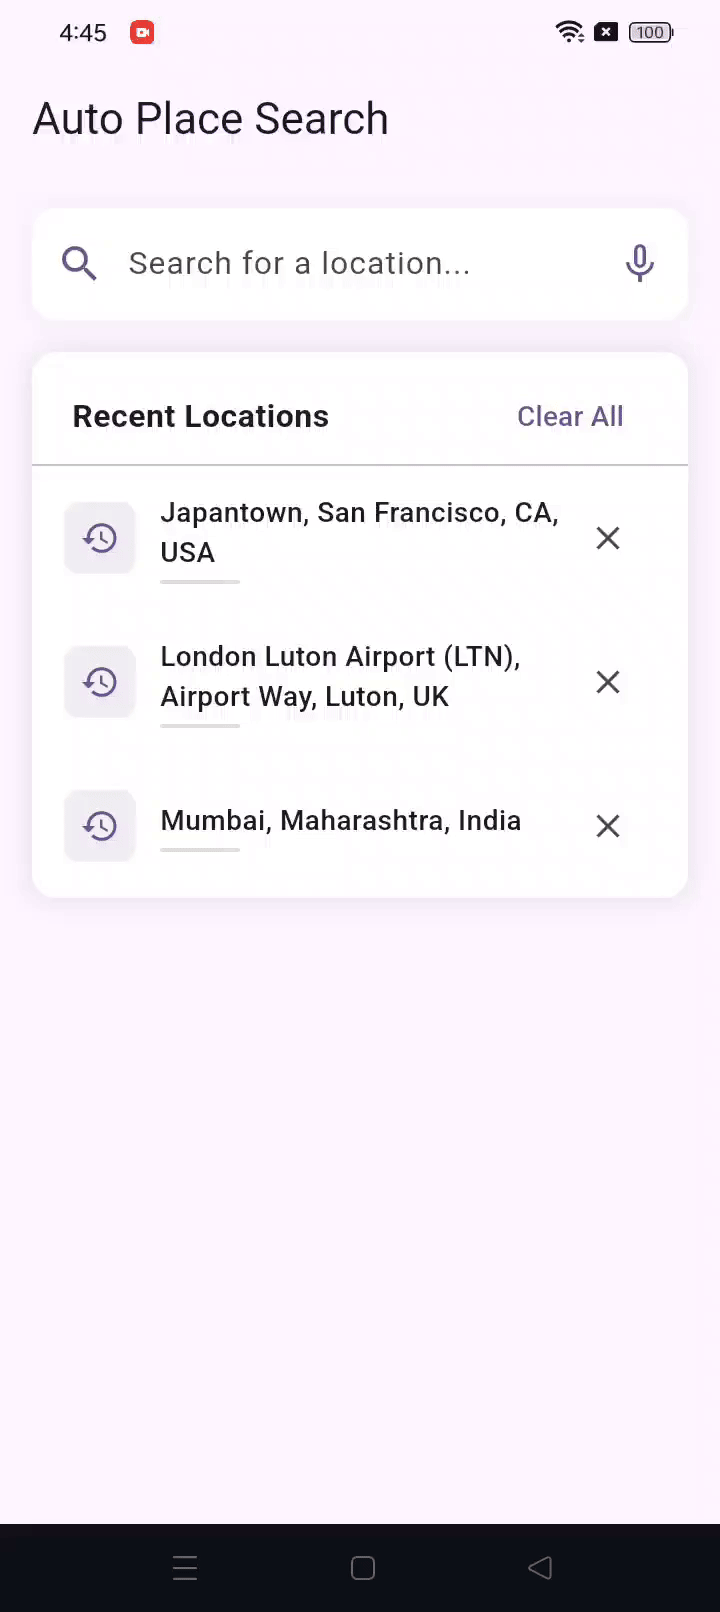 4:45
100
Auto Place Search
Search for a location...
Recent Locations
Clear All
Japantown, San Francisco, CA,
USA
London Luton Airport (LTN),
Airport Way, Luton, UK
Mumbai, Maharashtra, India